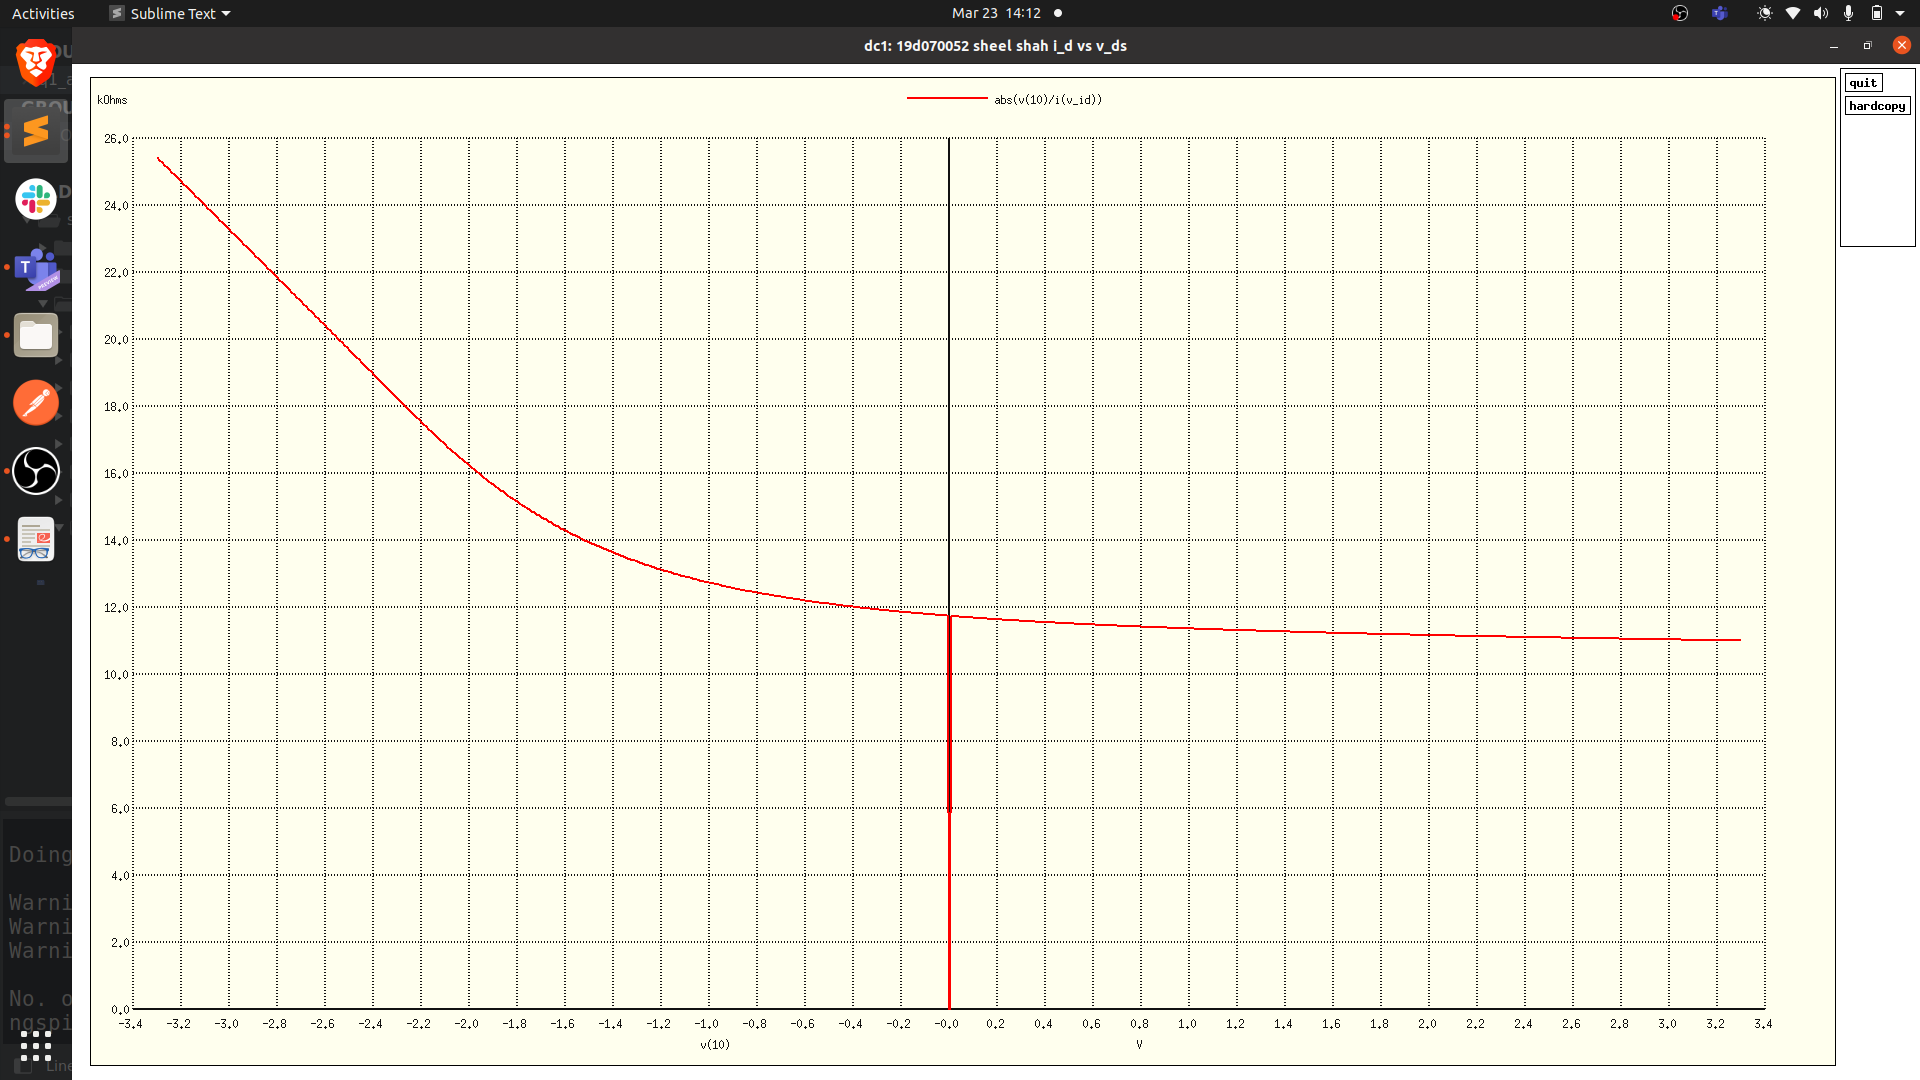 Activities
Sublime Text
Mar 23 14:12
dc1: 19d070052 sheel shah i_d vs v_ds
quit
hardcopy
kOhms
abs(v(10)/i(v_id))
26.0
24.0
22.0
20.0
18.0
16.0
14.0
12.0
10.0
8.0
6.0
4.0
2.0
0.0
-3.4 -3.2 -3.0 -2.8 -2.6 -2.4 -2.2 -2.0 -1.8 -1.6 -1.4 -1.2 -1.0 -0.8 -0.6 -0.4 -0.2 -0.0 0.2 0.4 0.6 0.8 1.0 1.2 1.4 1.6 1.8 2.0 2.2 2.4 2.6 2.8 3.0 3.2 3.4
v(10) V
T
Doing
Warni
Warni
Warni
No. o
ngspi
Line